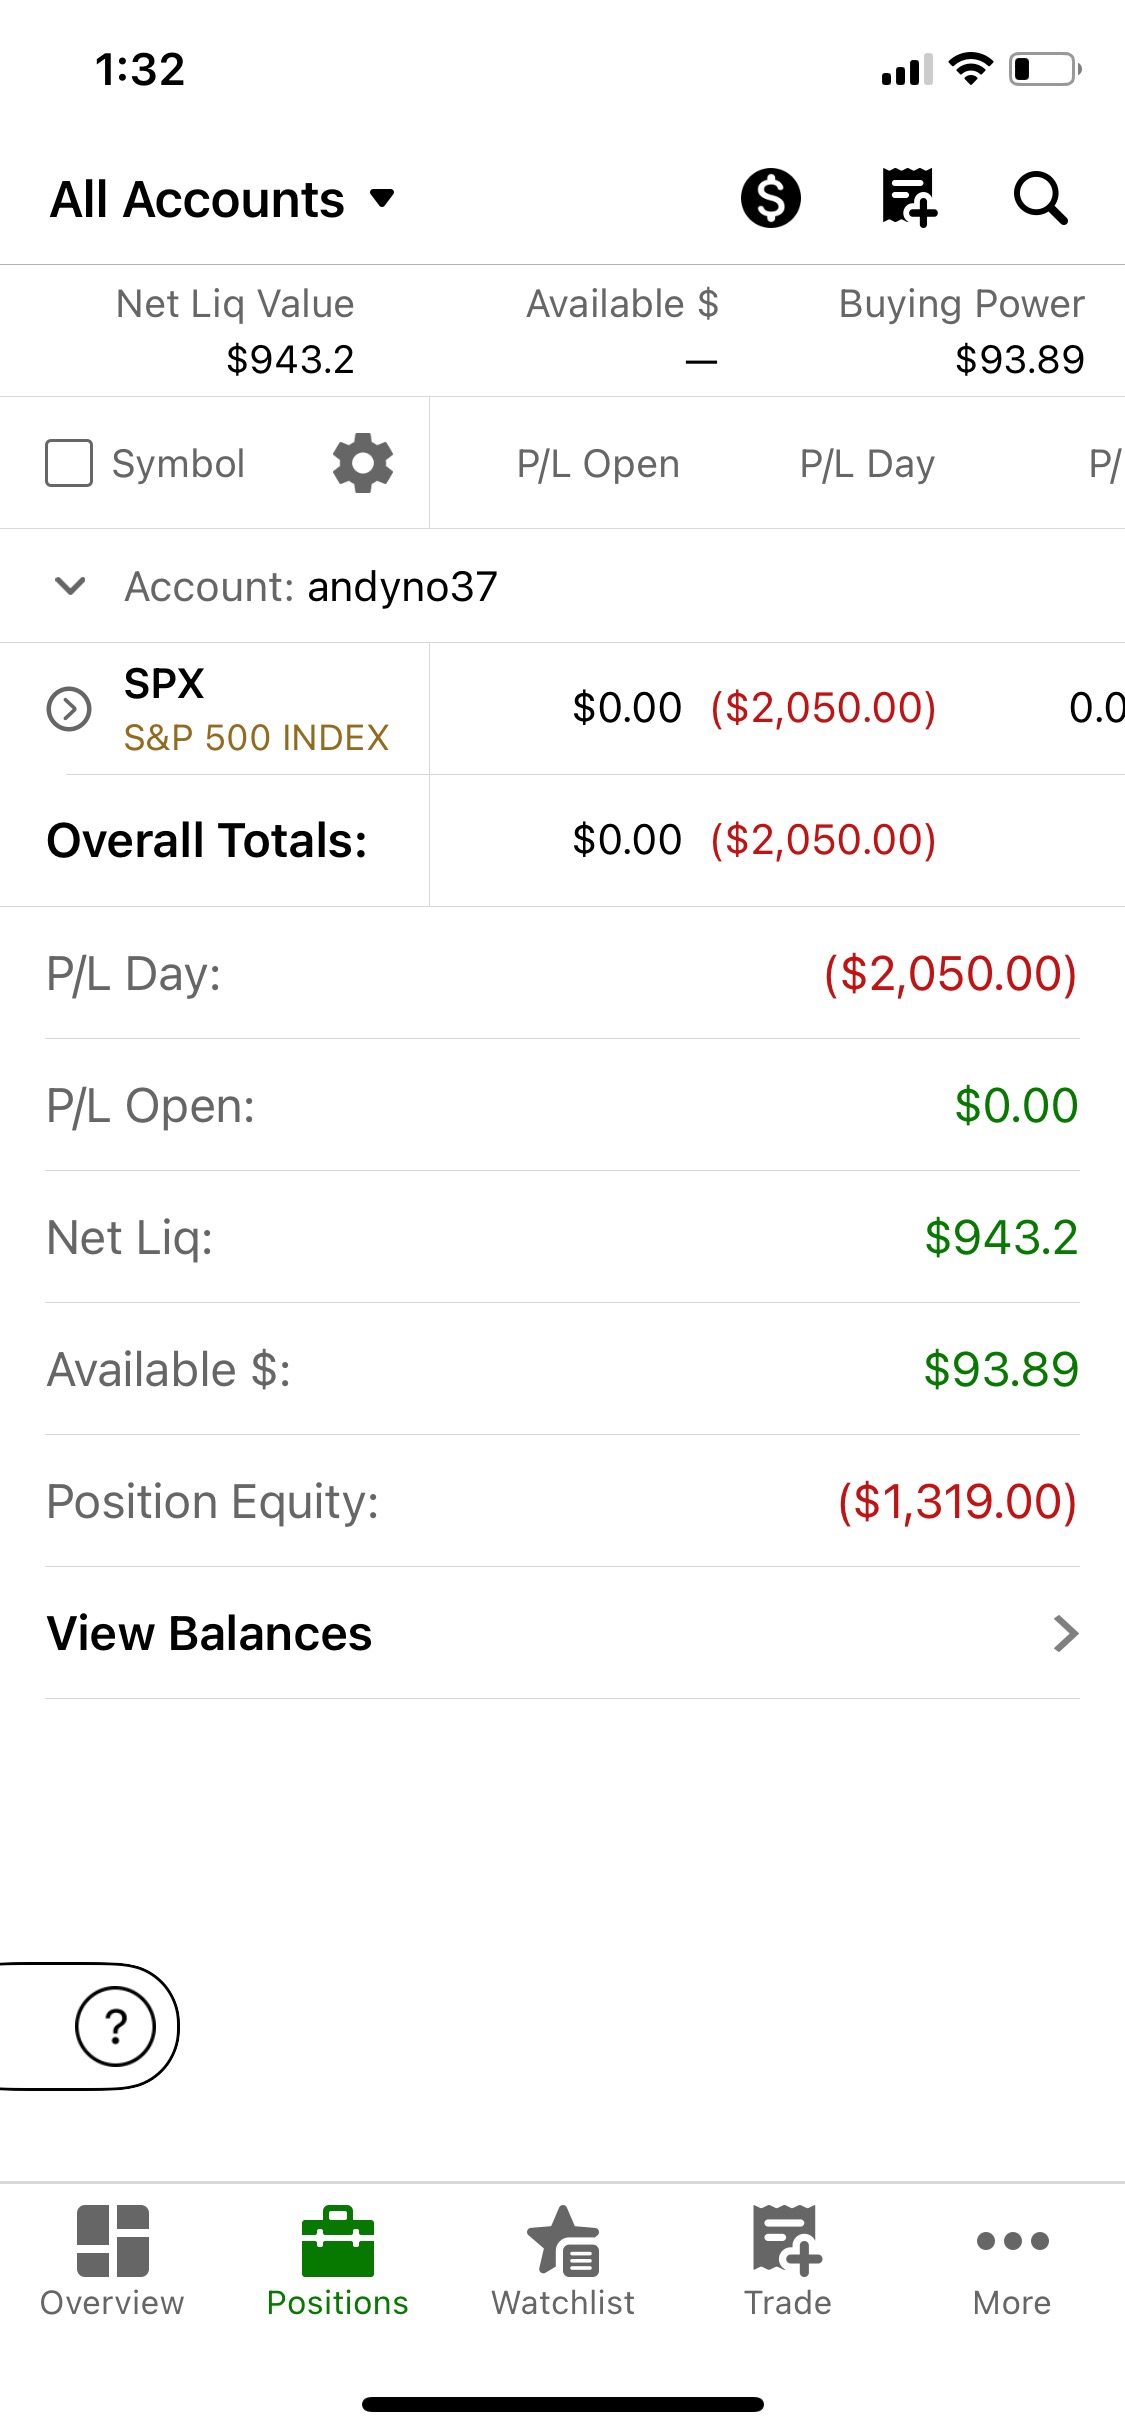 1:32
All Accounts
Net Liq Value Available $ Buying Power
$943.2 — $93.89
Symbol P/L Open P/L Day P/
Account: andyno37
SPX
S&P 500 INDEX
$0.00 ($2,050.00) 0.0
Overall Totals: $0.00 ($2,050.00)
P/L Day: ($2,050.00)
P/L Open: $0.00
Net Liq: $943.2
Available $: $93.89
Position Equity: ($1,319.00)
View Balances
?
Overview Positions Watchlist Trade More